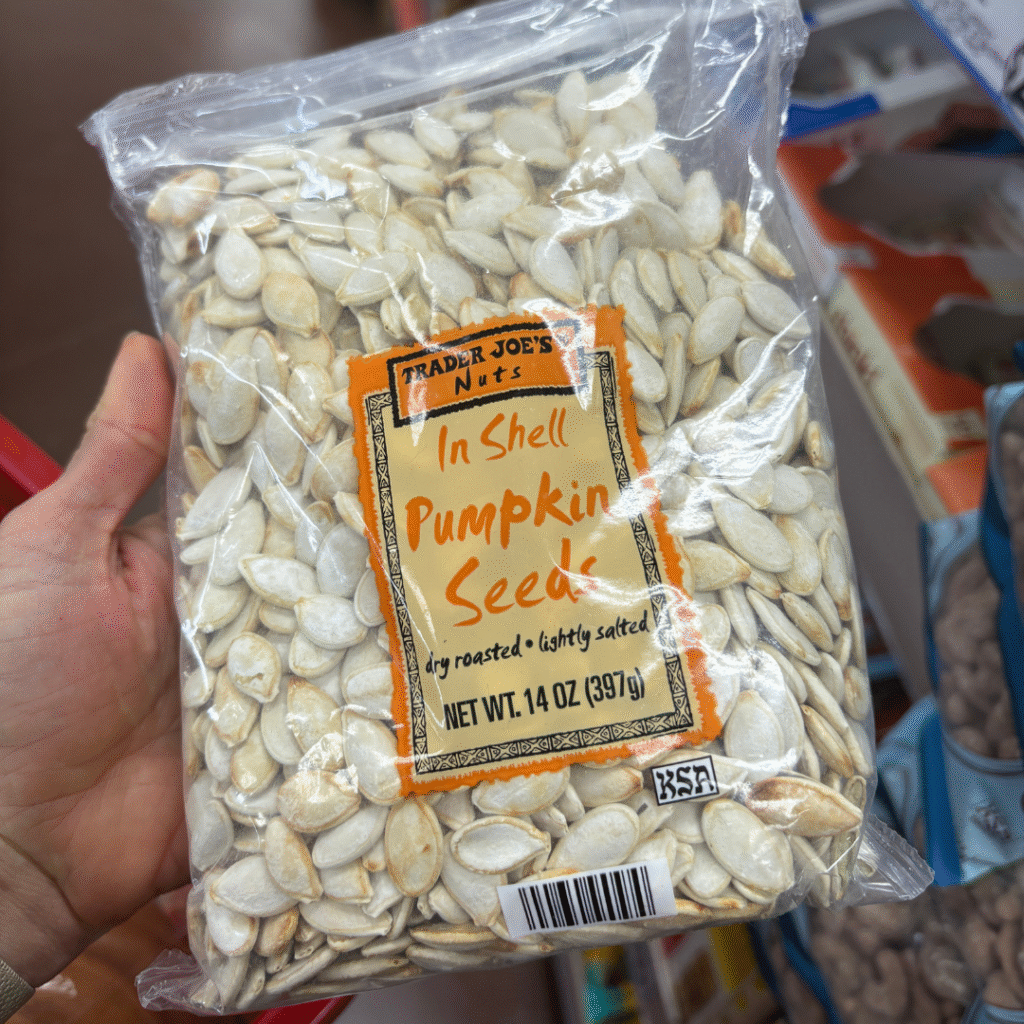 TRADER JOE'S
Nuts
In Shell
Pumpkin
Seeds
dry roasted • lightly salted
NET WT. 14 OZ (397g)
KSA